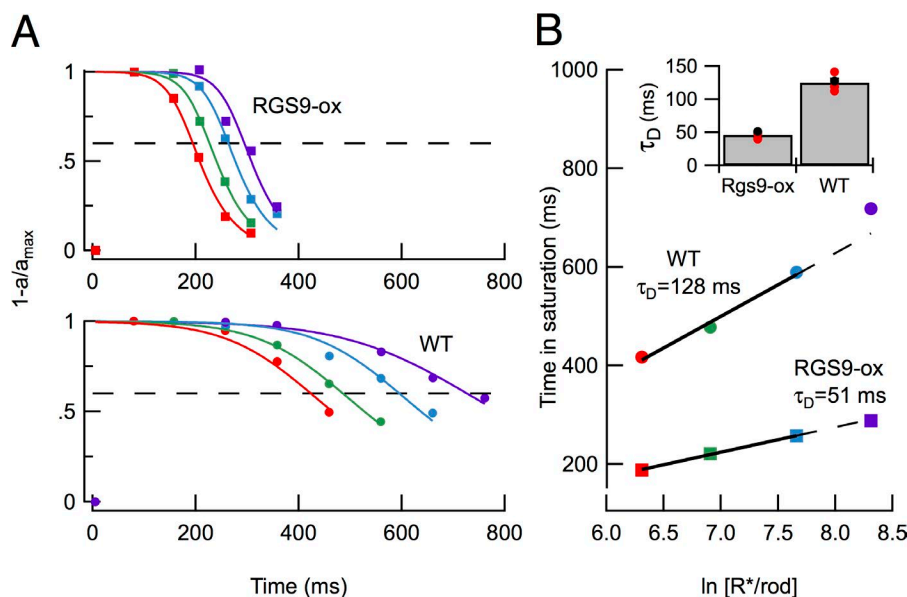 A
1
.5
0
RGS9-ox
0
200
400
600
800
1-a/a_max
1
.5
0
WT
0
200
400
600
800
Time (ms)
B
1000
800
600
400
200
Time in saturation (ms)
150
100
50
0
τD (ms)
Rgs9-ox
WT
WT
τD=128 ms
RGS9-ox
τD=51 ms
6.0
6.5
7.0
7.5
8.0
8.5
ln [R*/rod]